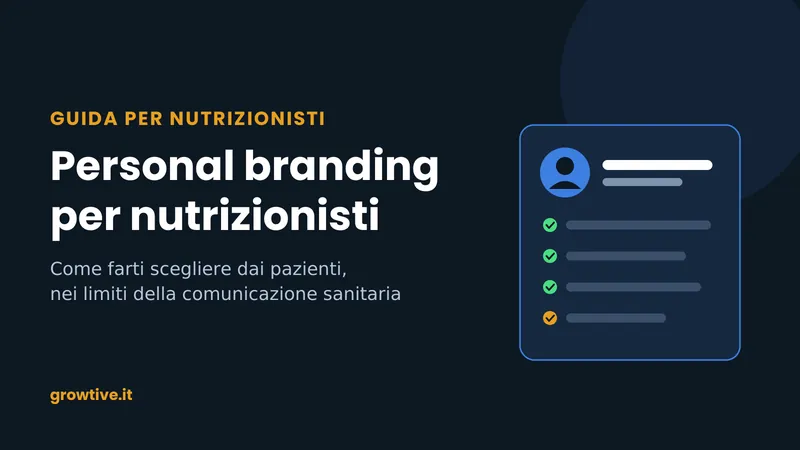 GUIDA PER NUTRIZIONISTI
Personal branding
per nutrizionisti
Come farti scegliere dai pazienti,
nei limiti della comunicazione sanitaria
growtive.it